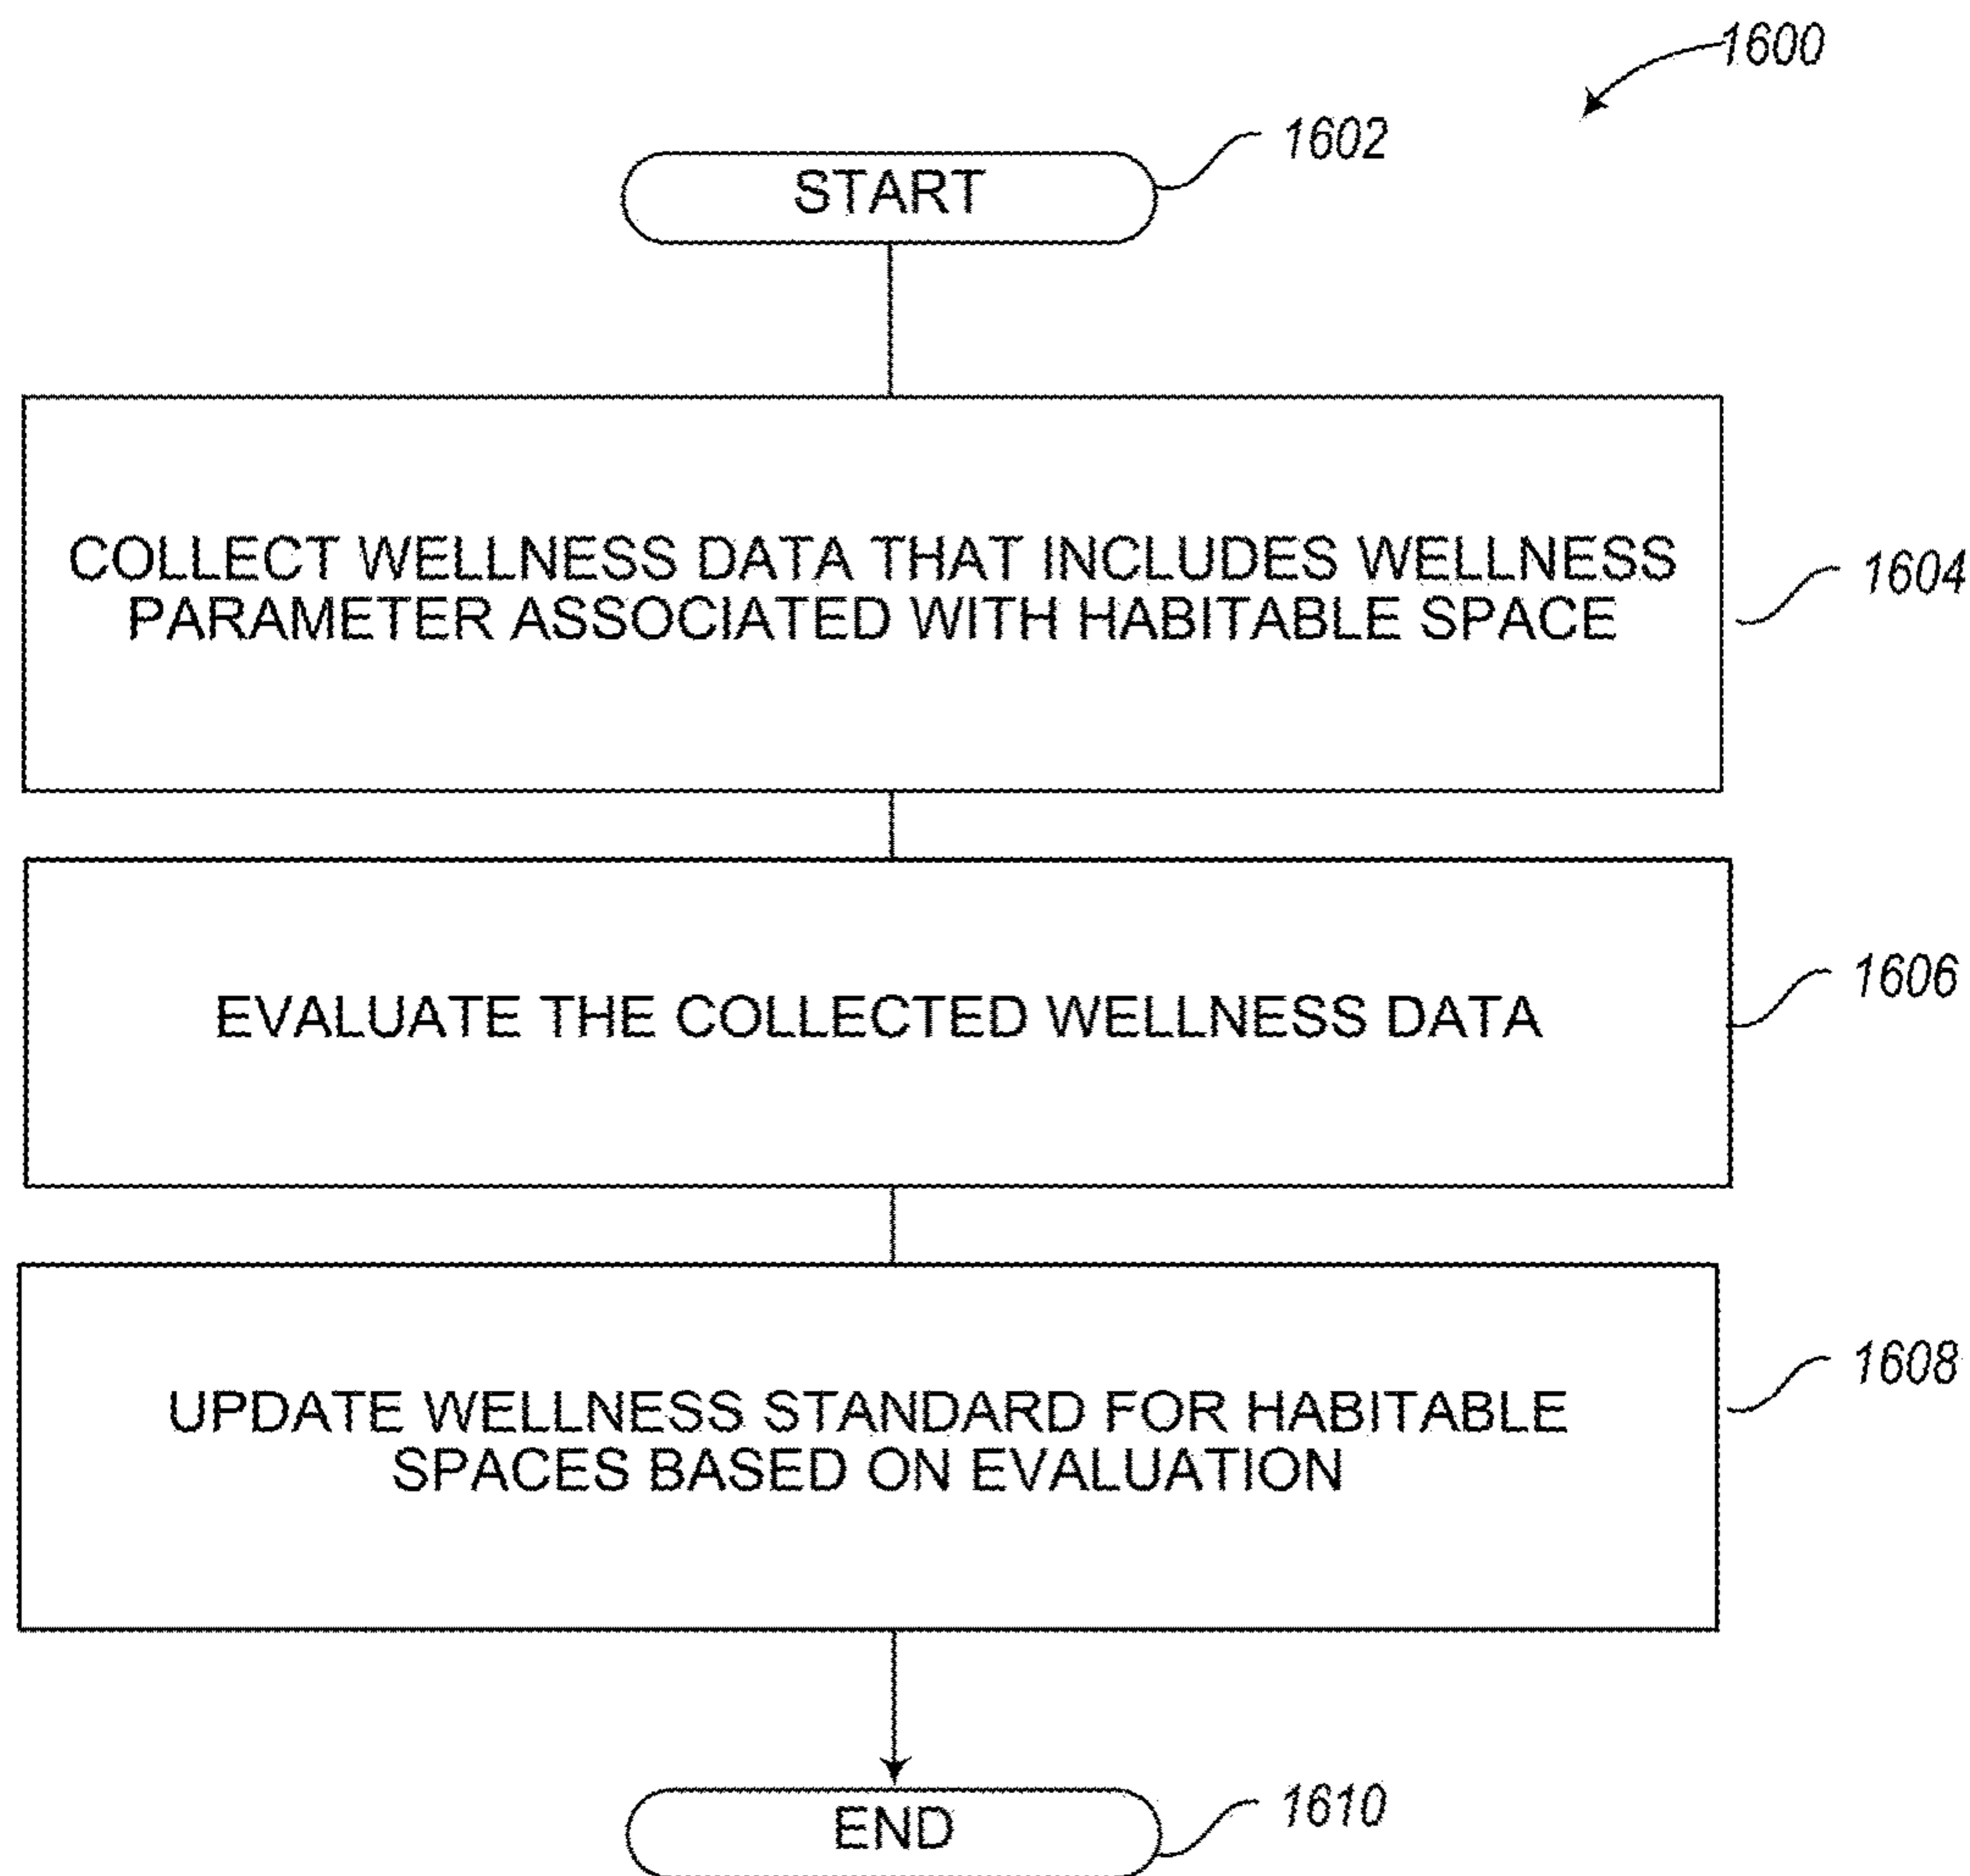 1600
START
1602
COLLECT WELLNESS DATA THAT INCLUDES WELLNESS
PARAMETER ASSOCIATED WITH HABITABLE SPACE
1604
EVALUATE THE COLLECTED WELLNESS DATA
1606
UPDATE WELLNESS STANDARD FOR HABITABLE
SPACES BASED ON EVALUATION
1608
END
1610